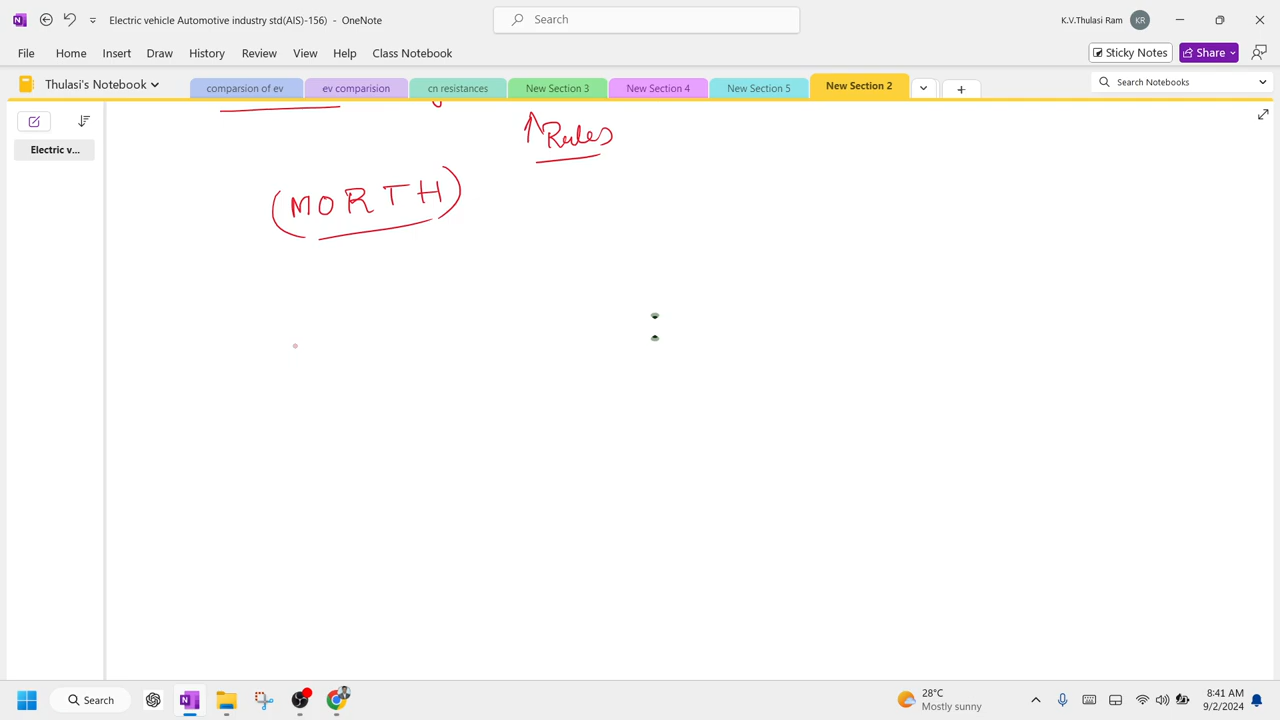 Electric vehicle Automotive industry std(AIS)-156) - OneNote
Search
K.V.Thulasi Ram
KR
File Home Insert Draw History Review View Help Class Notebook
Sticky Notes
Share
Thulasi's Notebook
comparsion of ev
ev comparision
cn resistances
New Section 3
New Section 4
New Section 5
New Section 2
Search Notebooks
Electric v...
Rules
(MORTH)
Search
28°C
Mostly sunny
8:41 AM
9/2/2024